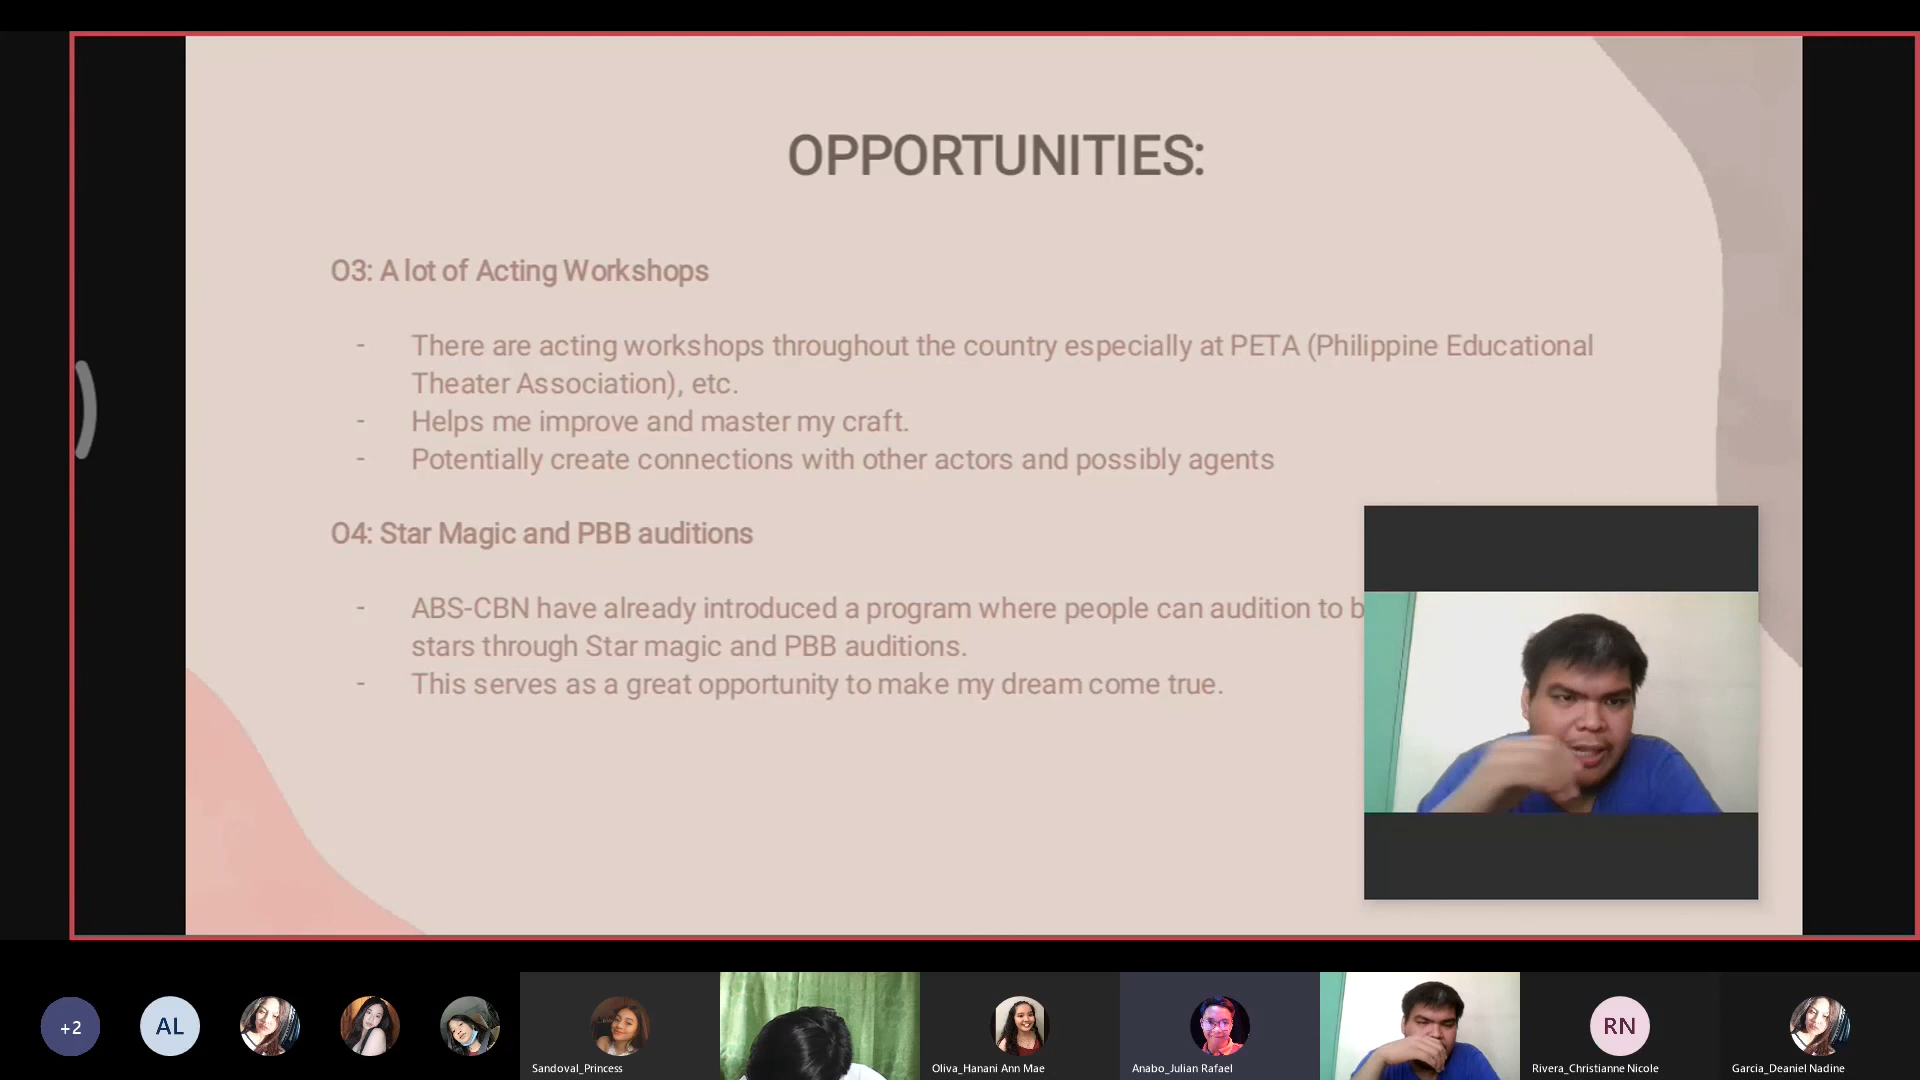 OPPORTUNITIES:
O3: A lot of Acting Workshops
- There are acting workshops throughout the country especially at PETA (Philippine Educational
Theater Association), etc.
- Helps me improve and master my craft.
- Potentially create connections with other actors and possibly agents
O4: Star Magic and PBB auditions
- ABS-CBN have already introduced a program where people can audition to b
stars through Star magic and PBB auditions.
- This serves as a great opportunity to make my dream come true.
+2
AL
RN
Sandoval_Princess
Oliva_Hanani Ann Mae
Anabo_Julian Rafael
Rivera_Christianne Nicole
Garcia_Deaniel Nadine